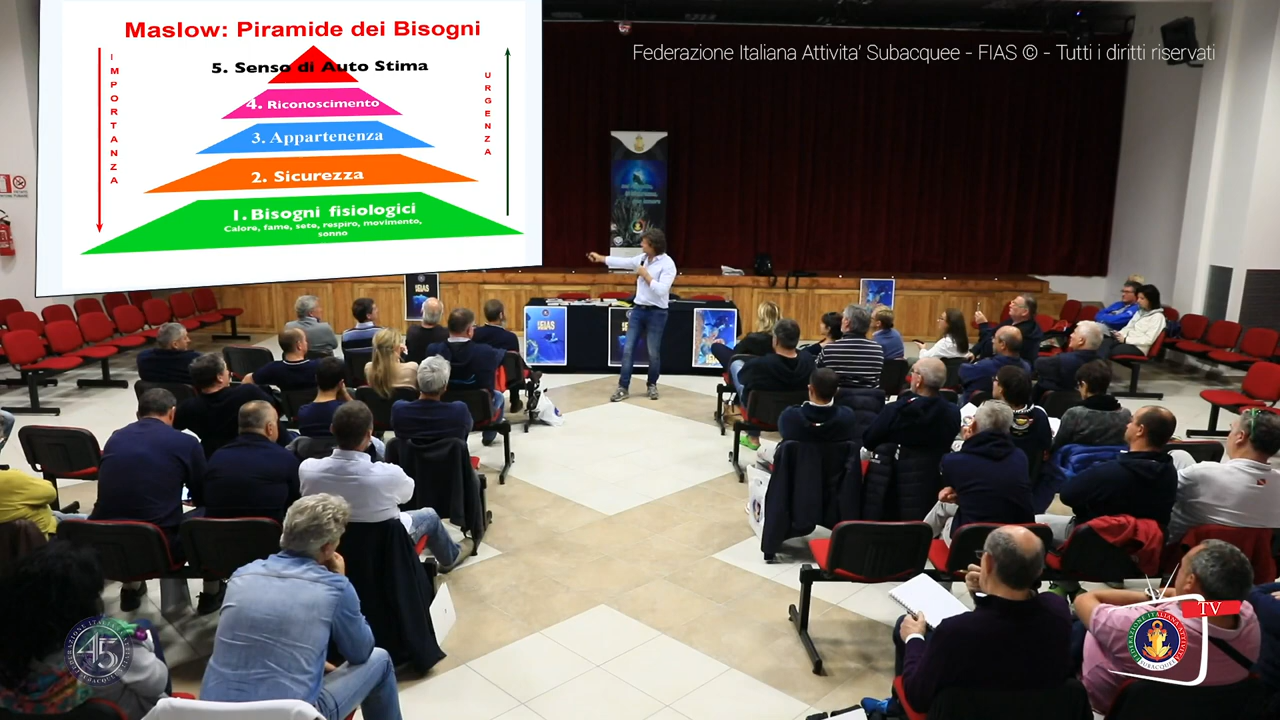 Maslow: Piramide dei Bisogni
5. Senso di Auto Stima
4. Riconoscimento
3. Appartenenza
2. Sicurezza
1. Bisogni fisiologici
Calore, fame, sete, respiro, movimento,
sonno
IMPORTANZA
URGENZA
Federazione Italiana Attivita' Subacquee - FIAS © - Tutti i diritti riservati
TV
45